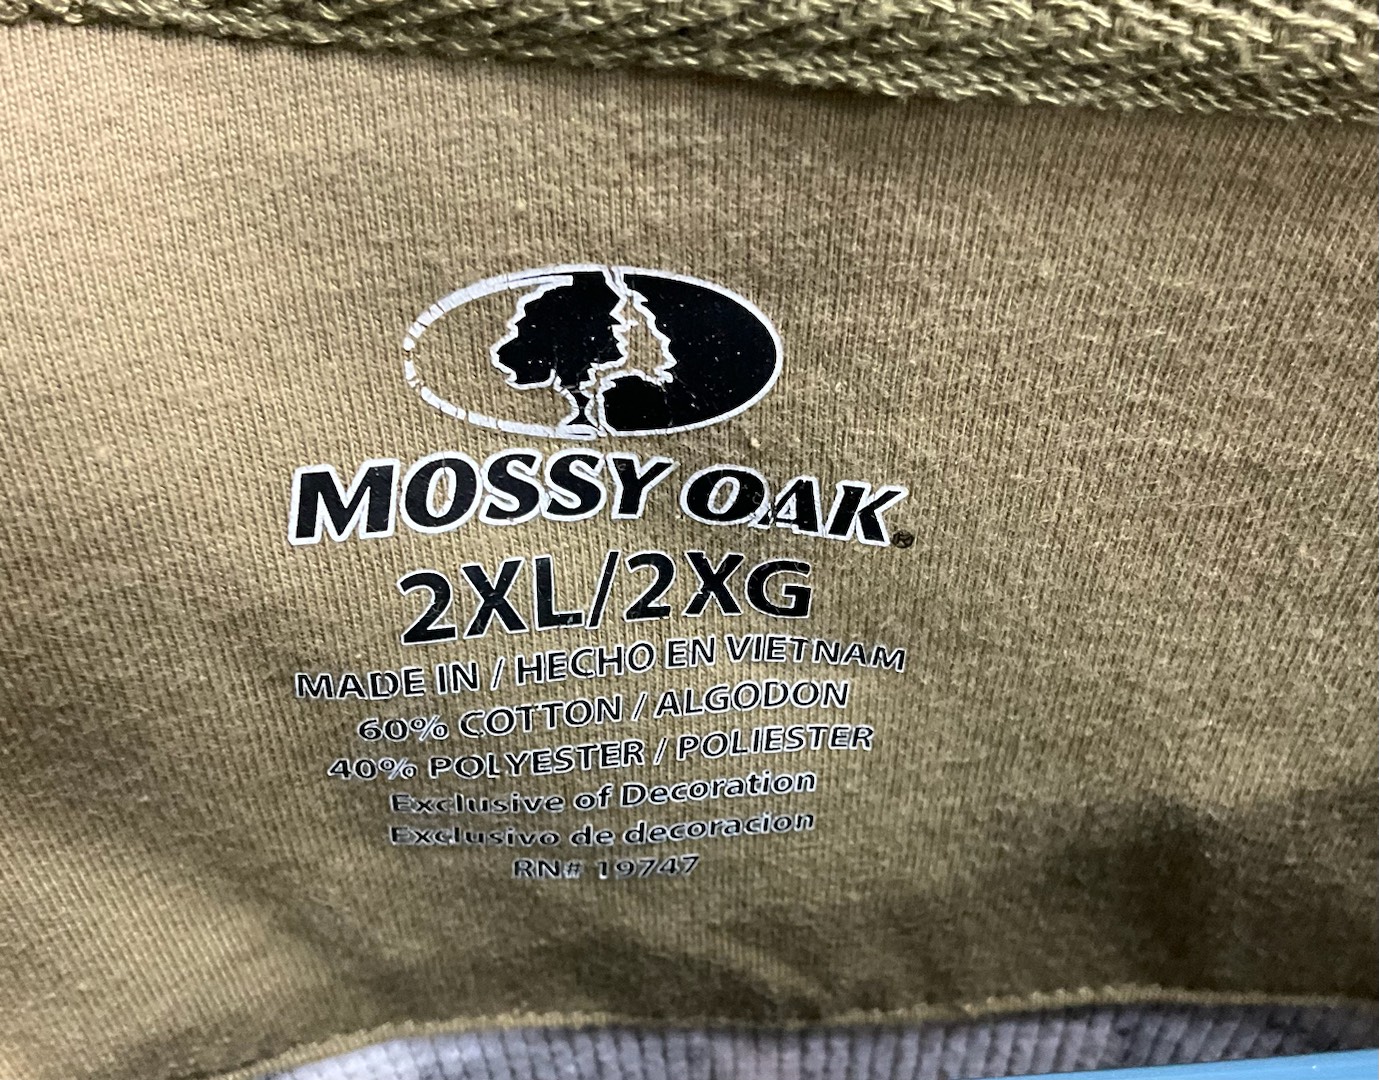 MOSSY OAK®
2XL/2XG
MADE IN / HECHO EN VIETNAM
60% COTTON / ALGODON
40% POLYESTER / POLIESTER
Exclusive of Decoration
Exclusivo de decoracion
RN# 19747